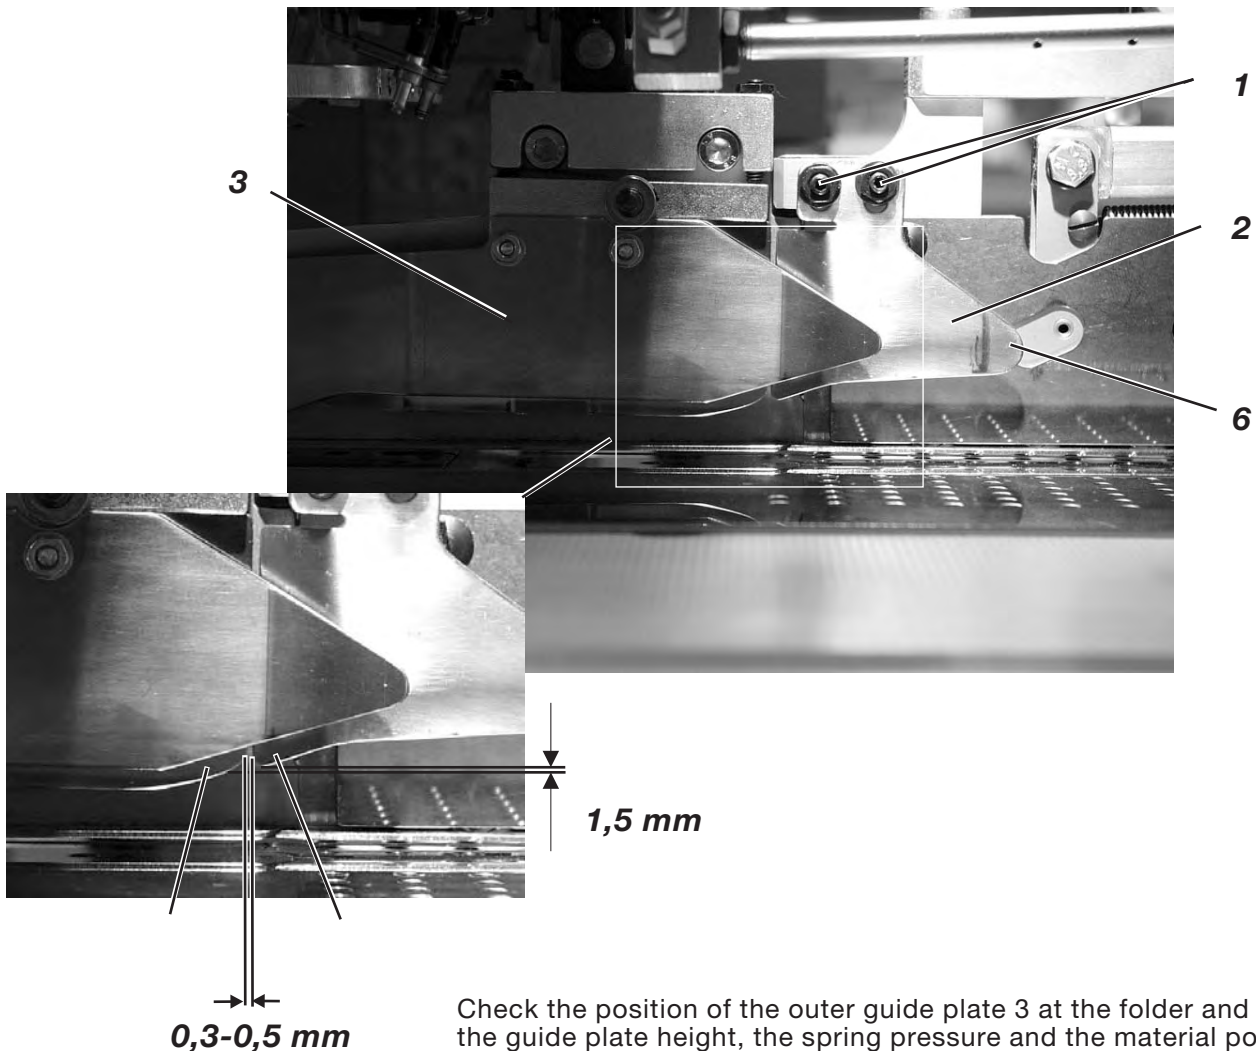 1
3
2
6
1,5 mm
0,3-0,5 mm
Check the position of the outer guide plate 3 at the folder and
the guide plate height, the spring pressure and the material